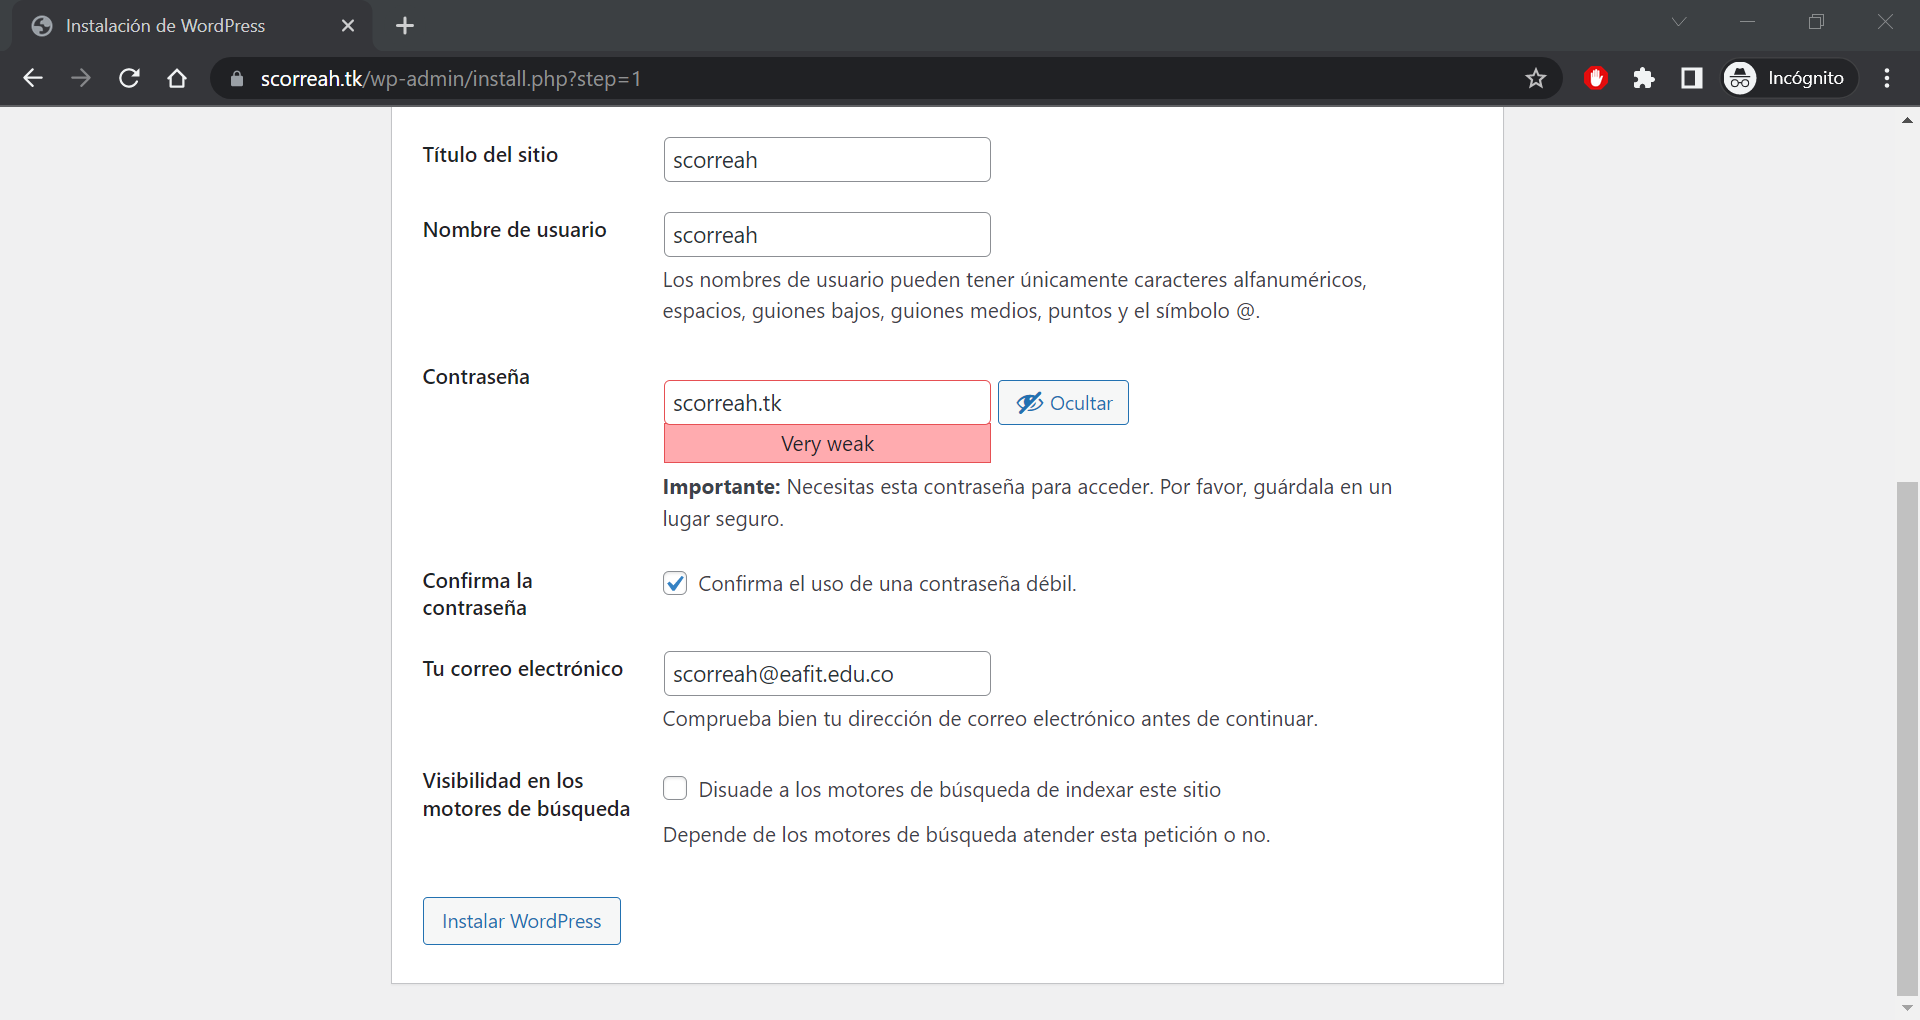 Instalación de WordPress
scorreah.tk/wp-admin/install.php?step=1
Incógnito
Título del sitio
scorreah
Nombre de usuario
scorreah
Los nombres de usuario pueden tener únicamente caracteres alfanuméricos,
espacios, guiones bajos, guiones medios, puntos y el símbolo @.
Contraseña
scorreah.tk
Ocultar
Very weak
Importante: Necesitas esta contraseña para acceder. Por favor, guárdala en un
lugar seguro.
Confirma la
contraseña
Confirma el uso de una contraseña débil.
Tu correo electrónico
scorreah@eafit.edu.co
Comprueba bien tu dirección de correo electrónico antes de continuar.
Visibilidad en los
motores de búsqueda
Disuade a los motores de búsqueda de indexar este sitio
Depende de los motores de búsqueda atender esta petición o no.
Instalar WordPress